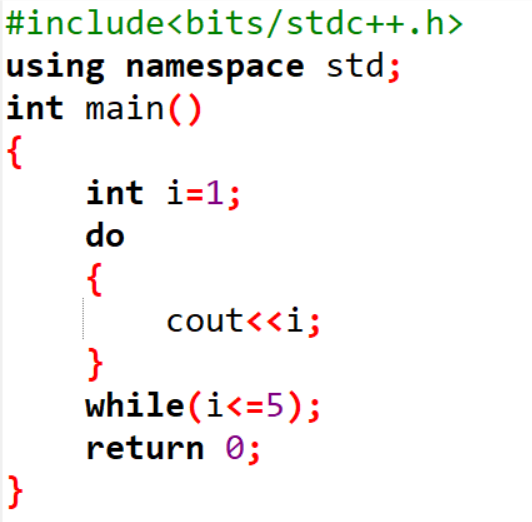 #include<bits/stdc++.h>
using namespace std;
int main()
{
    int i=1;
    do
    {
        cout<<i;
    }
    while(i<=5);
    return 0;
}